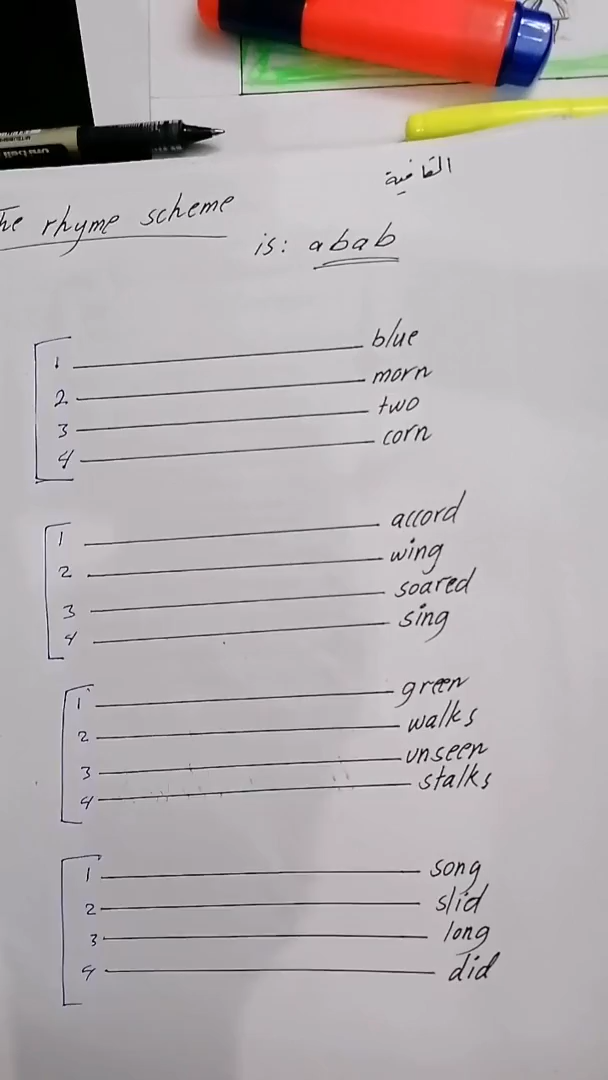 القافية
The rhyme scheme
is: abab
1 blue
2 morn
3 two
4 corn
1 accord
2 wing
3 soared
4 sing
1 green
2 walks
3 unseen
4 stalks
1 song
2 slid
3 long
4 did